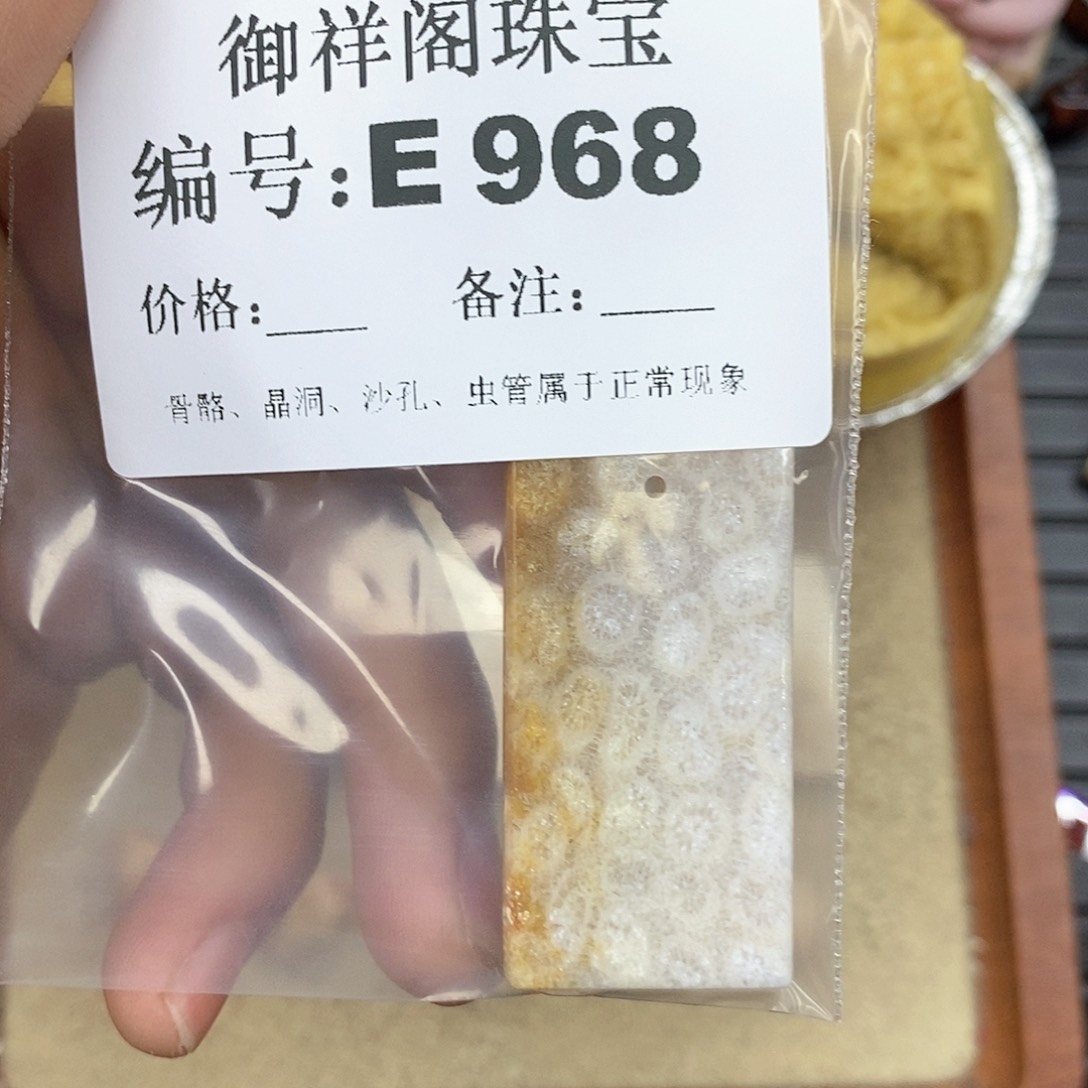 御祥阁珠宝
编号:E 968
价格:____ 备注:____
骨骼、晶洞、沙孔、虫管属于正常现象